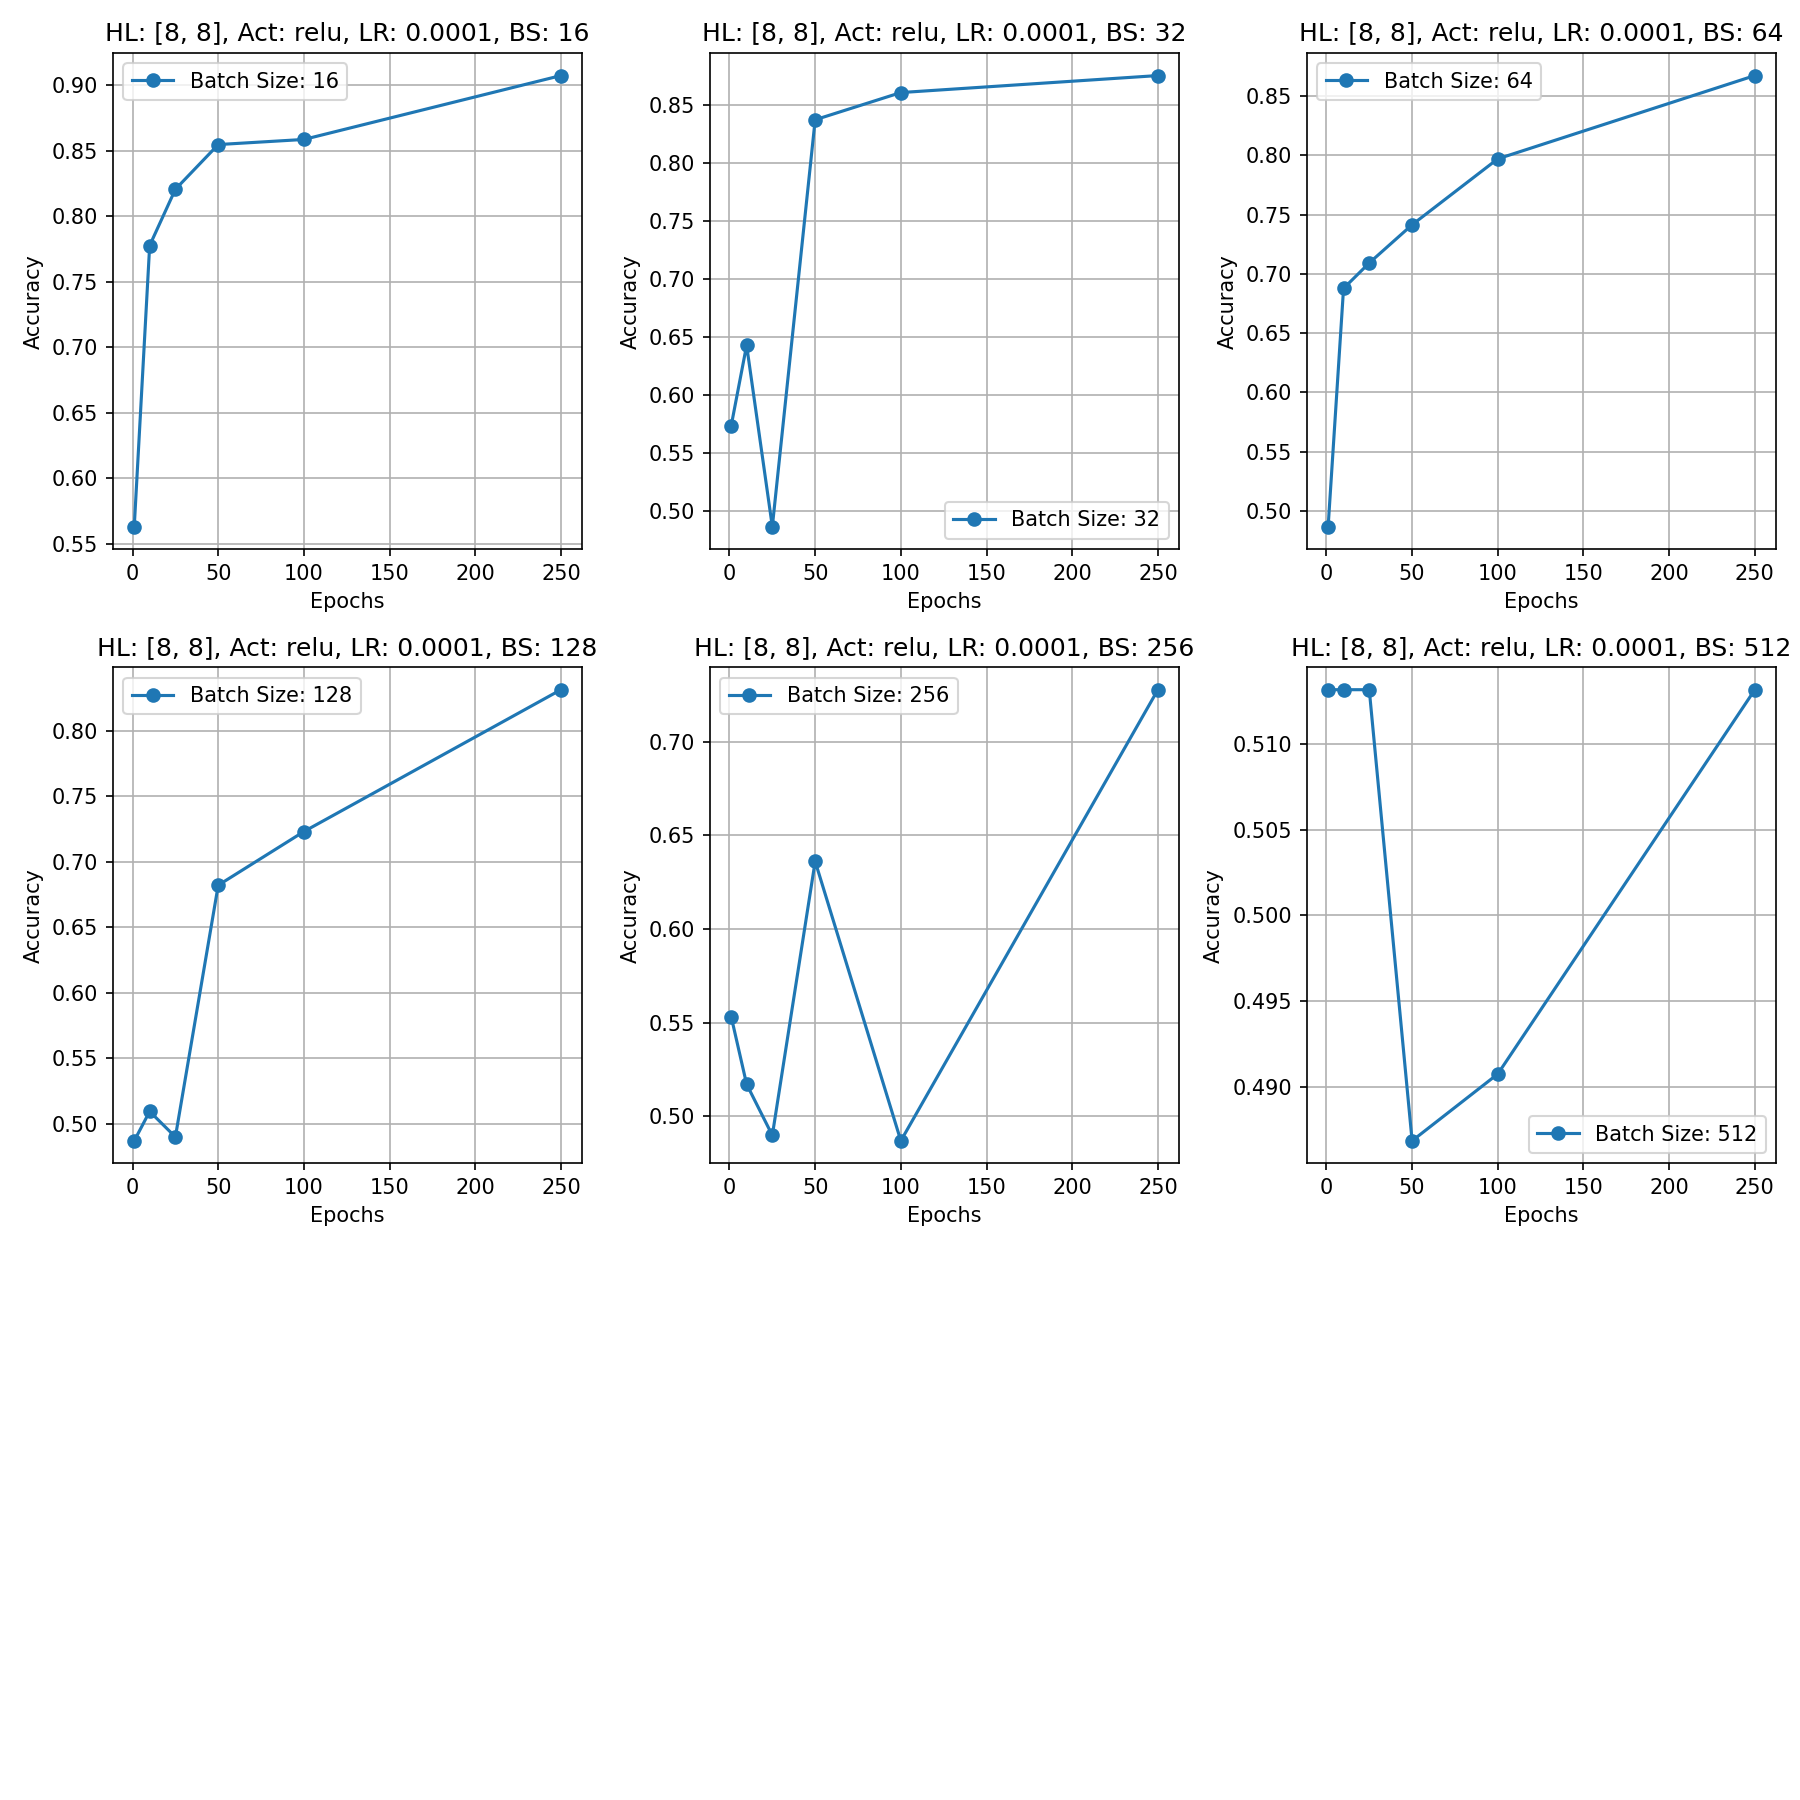 HL: [8, 8], Act: relu, LR: 0.0001, BS: 16
Batch Size: 16
0.90
0.85
0.80
0.75
0.70
0.65
0.60
0.55
Accuracy
0 50 100 150 200 250
Epochs
HL: [8, 8], Act: relu, LR: 0.0001, BS: 32
0.85
0.80
0.75
0.70
0.65
0.60
0.55
0.50
Accuracy
Batch Size: 32
0 50 100 150 200 250
Epochs
HL: [8, 8], Act: relu, LR: 0.0001, BS: 64
Batch Size: 64
0.85
0.80
0.75
0.70
0.65
0.60
0.55
0.50
Accuracy
0 50 100 150 200 250
Epochs
HL: [8, 8], Act: relu, LR: 0.0001, BS: 128
Batch Size: 128
0.80
0.75
0.70
0.65
0.60
0.55
0.50
Accuracy
0 50 100 150 200 250
Epochs
HL: [8, 8], Act: relu, LR: 0.0001, BS: 256
Batch Size: 256
0.70
0.65
0.60
0.55
0.50
Accuracy
0 50 100 150 200 250
Epochs
HL: [8, 8], Act: relu, LR: 0.0001, BS: 512
0.510
0.505
0.500
0.495
0.490
Accuracy
Batch Size: 512
0 50 100 150 200 250
Epochs